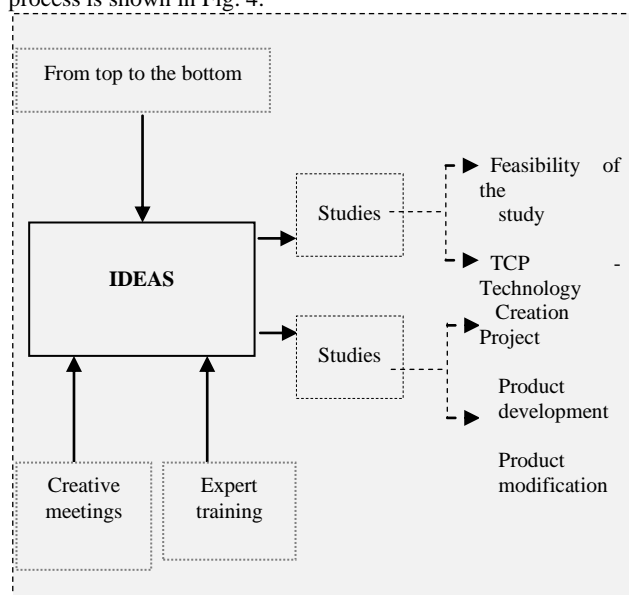 process is shown in Fig. 4.
From top to the bottom
IDEAS
Studies
Studies
Feasibility of
the
study
TCP -
Technology
Creation
Project
Product
development
Product
modification
Creative
meetings
Expert
training